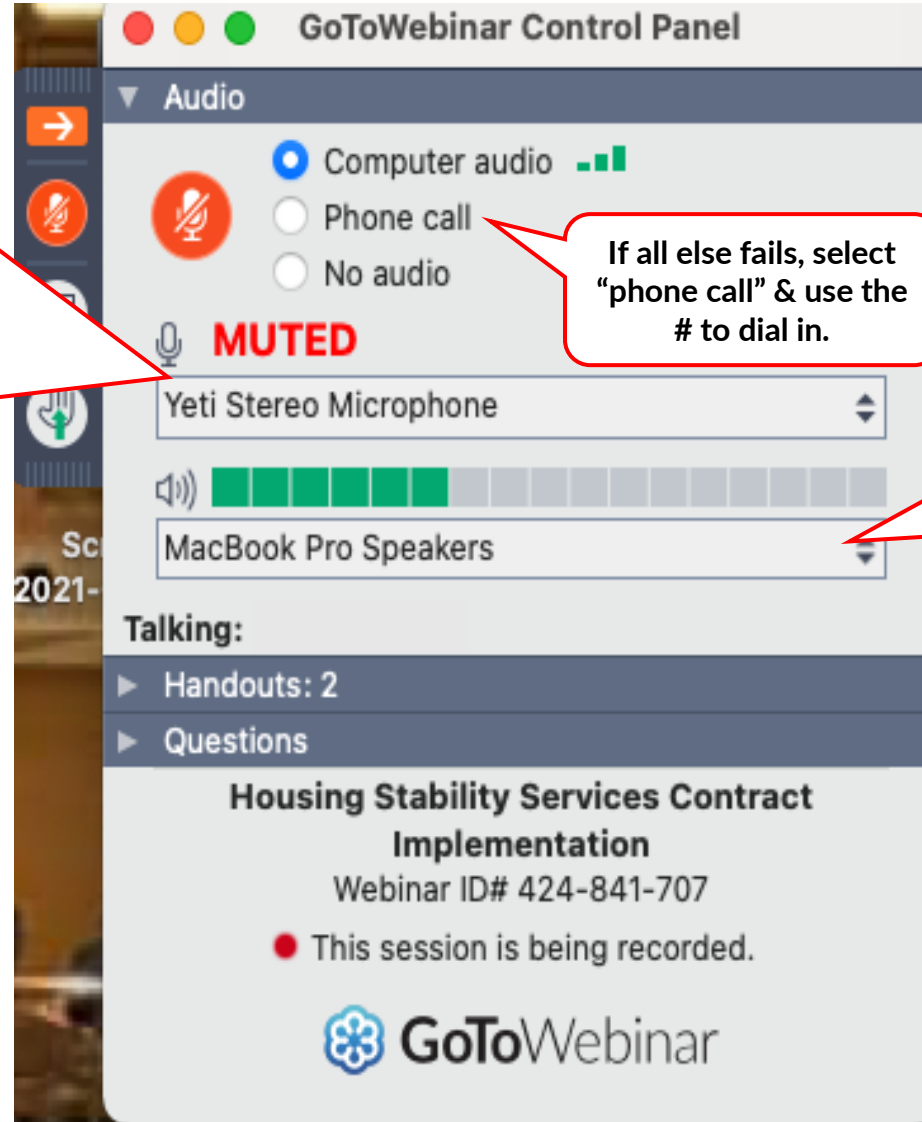 GoToWebinar Control Panel
Audio
Computer audio
Phone call
No audio
If all else fails, select
“phone call” & use the
# to dial in.
MUTED
Yeti Stereo Microphone
MacBook Pro Speakers
Sc
2021-
Talking:
Handouts: 2
Questions
Housing Stability Services Contract
Implementation
Webinar ID# 424-841-707
This session is being recorded.
GoToWebinar